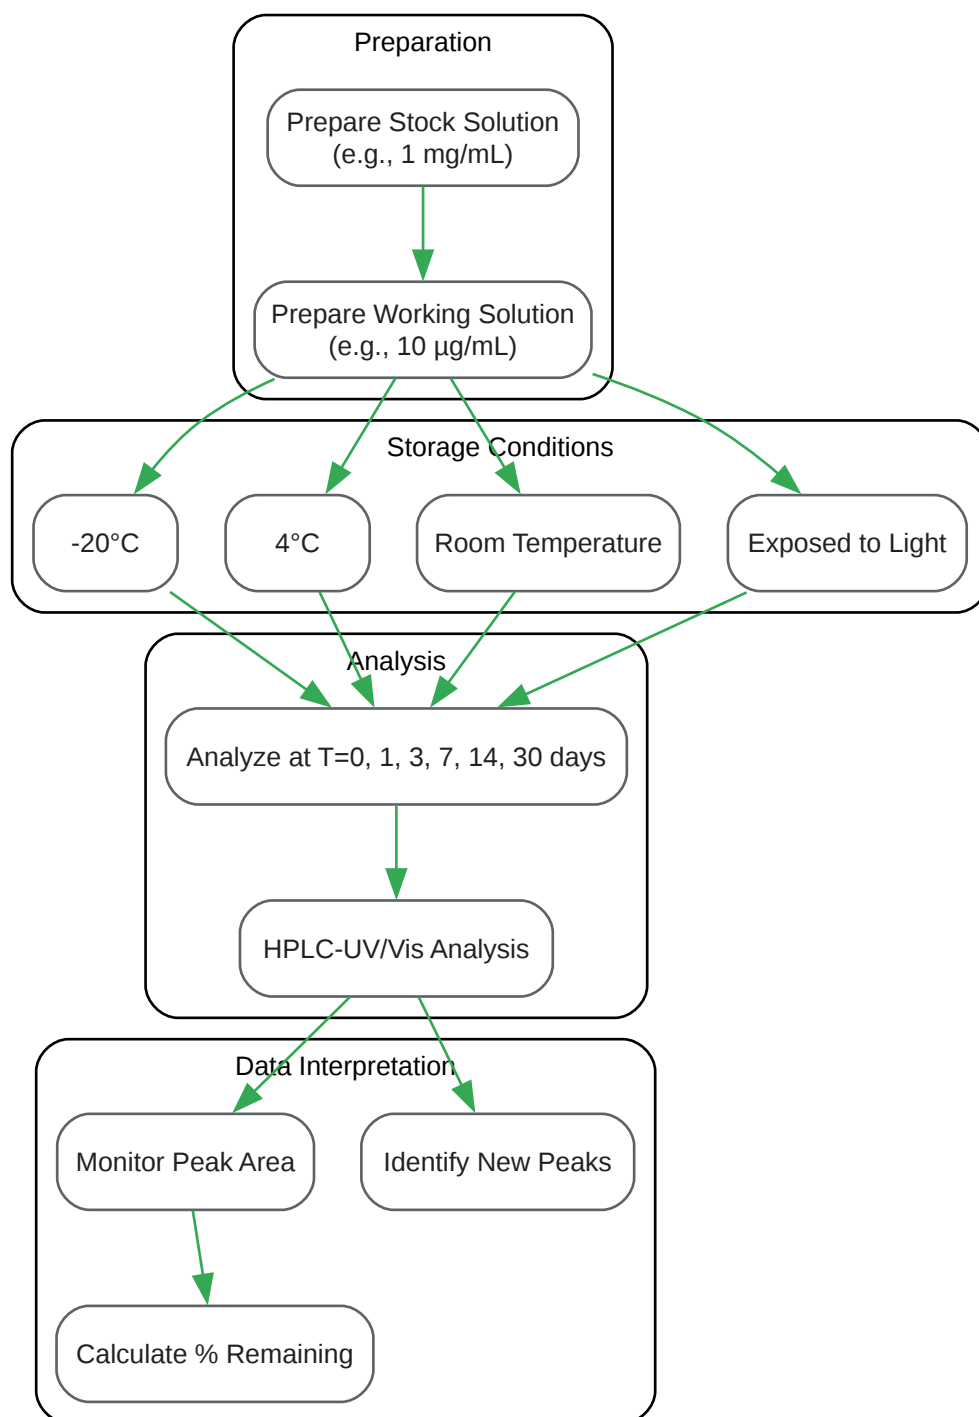 Preparation
Prepare Stock Solution
(e.g., 1 mg/mL)
Prepare Working Solution
(e.g., 10 µg/mL)
Storage Conditions
-20°C
4°C
Room Temperature
Exposed to Light
Analysis
Analyze at T=0, 1, 3, 7, 14, 30 days
HPLC-UV/Vis Analysis
Data Interpretation
Monitor Peak Area
Identify New Peaks
Calculate % Remaining